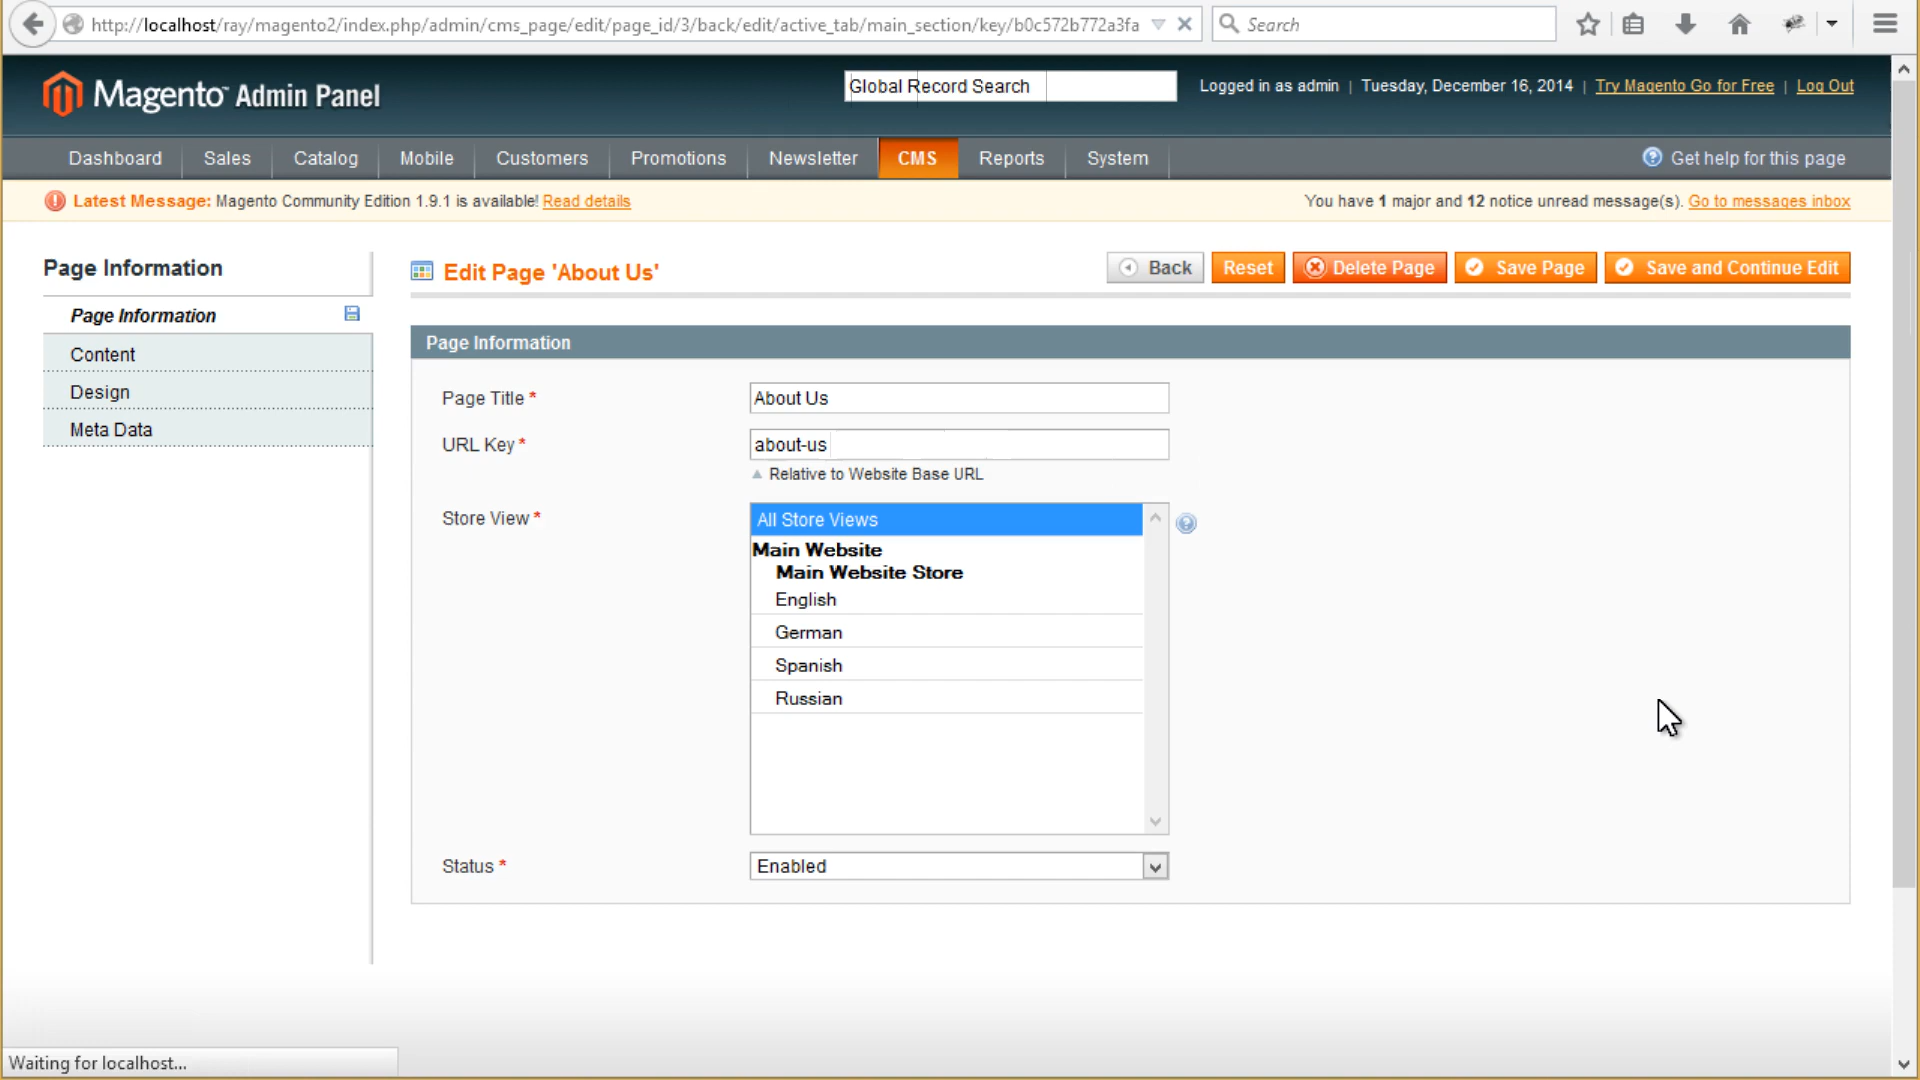 http://localhost/ray/magento2/index.php/admin/cms_page/edit/page_id/3/back/edit/active_tab/main_section/key/b0c572b772a3fa
Search
Magento Admin Panel
Global Record Search
Logged in as admin | Tuesday, December 16, 2014 | Try Magento Go for Free | Log Out
Dashboard Sales Catalog Mobile Customers Promotions Newsletter CMS Reports System
Get help for this page
Latest Message: Magento Community Edition 1.9.1 is available! Read details
You have 1 major and 12 notice unread message(s). Go to messages inbox
Page Information
Page Information
Content
Design
Meta Data
Edit Page 'About Us'
Back Reset Delete Page Save Page Save and Continue Edit
Page Information
Page Title * About Us
URL Key * about-us
Relative to Website Base URL
Store View * All Store Views
Main Website
Main Website Store
English
German
Spanish
Russian
Status * Enabled
Waiting for localhost...